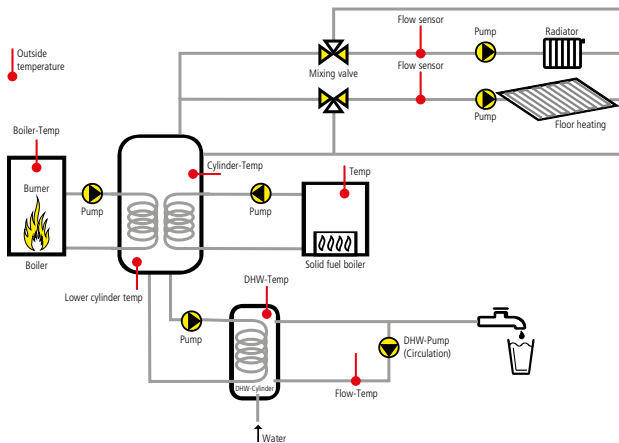 Flow sensor
Pump
Radiator
Outside
temperature
Mixing valve
Flow sensor
Pump
Floor heating
Boiler-Temp
Cylinder-Temp
Temp
Burner
Pump
Pump
Boiler
Solid fuel boiler
Lower cylinder temp
DHW-Temp
Pump
DHW-Pump
(Circulation)
DHW-Cylinder
Flow-Temp
Water